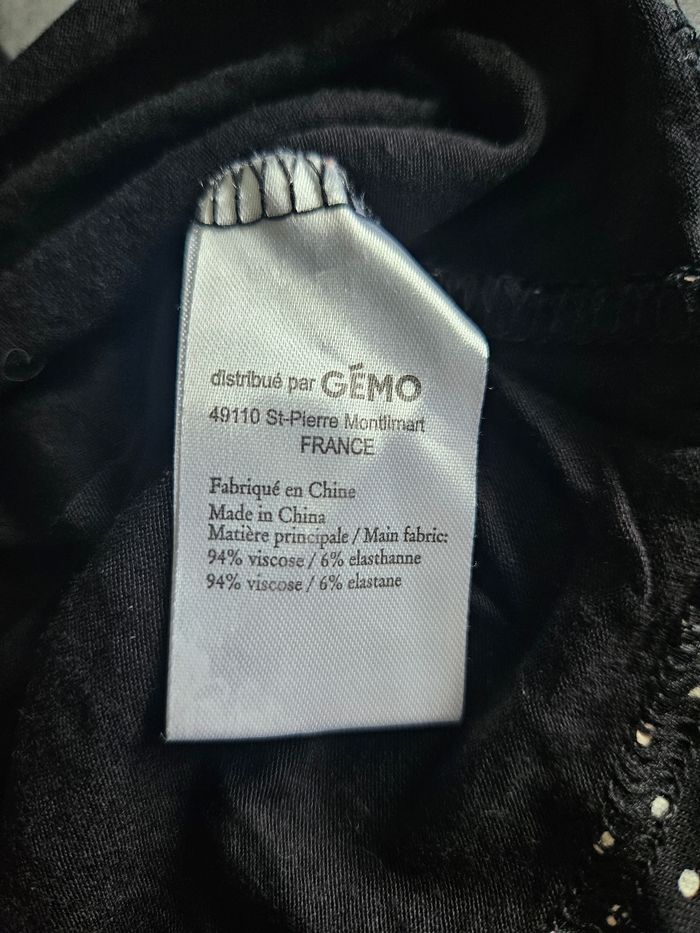 distribué par GÉMO
49110 St-Pierre Montlimart
FRANCE
Fabriqué en Chine
Made in China
Matière principale / Main fabric:
94% viscose / 6% elasthanne
94% viscose / 6% elastane